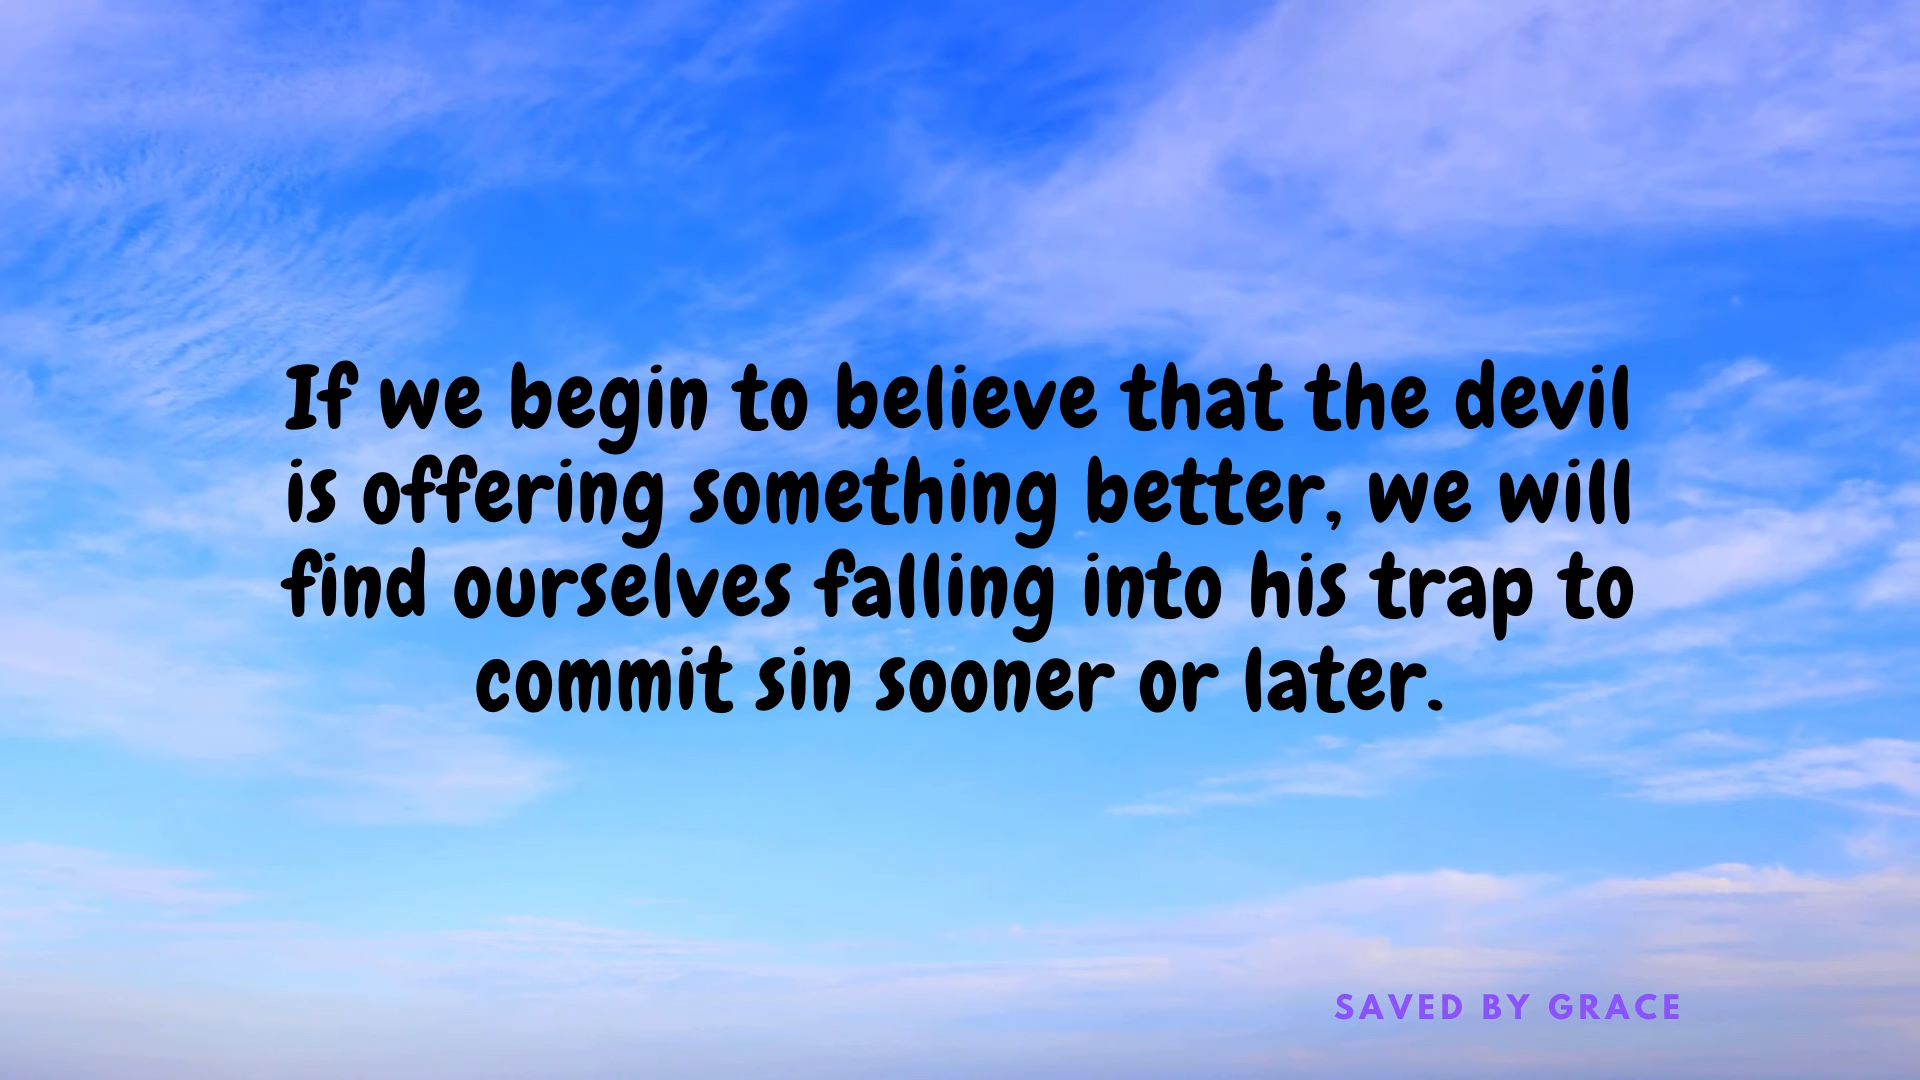 If we begin to believe that the devil
is offering something better, we will
find ourselves falling into his trap to
commit sin sooner or later.
SAVED BY GRACE